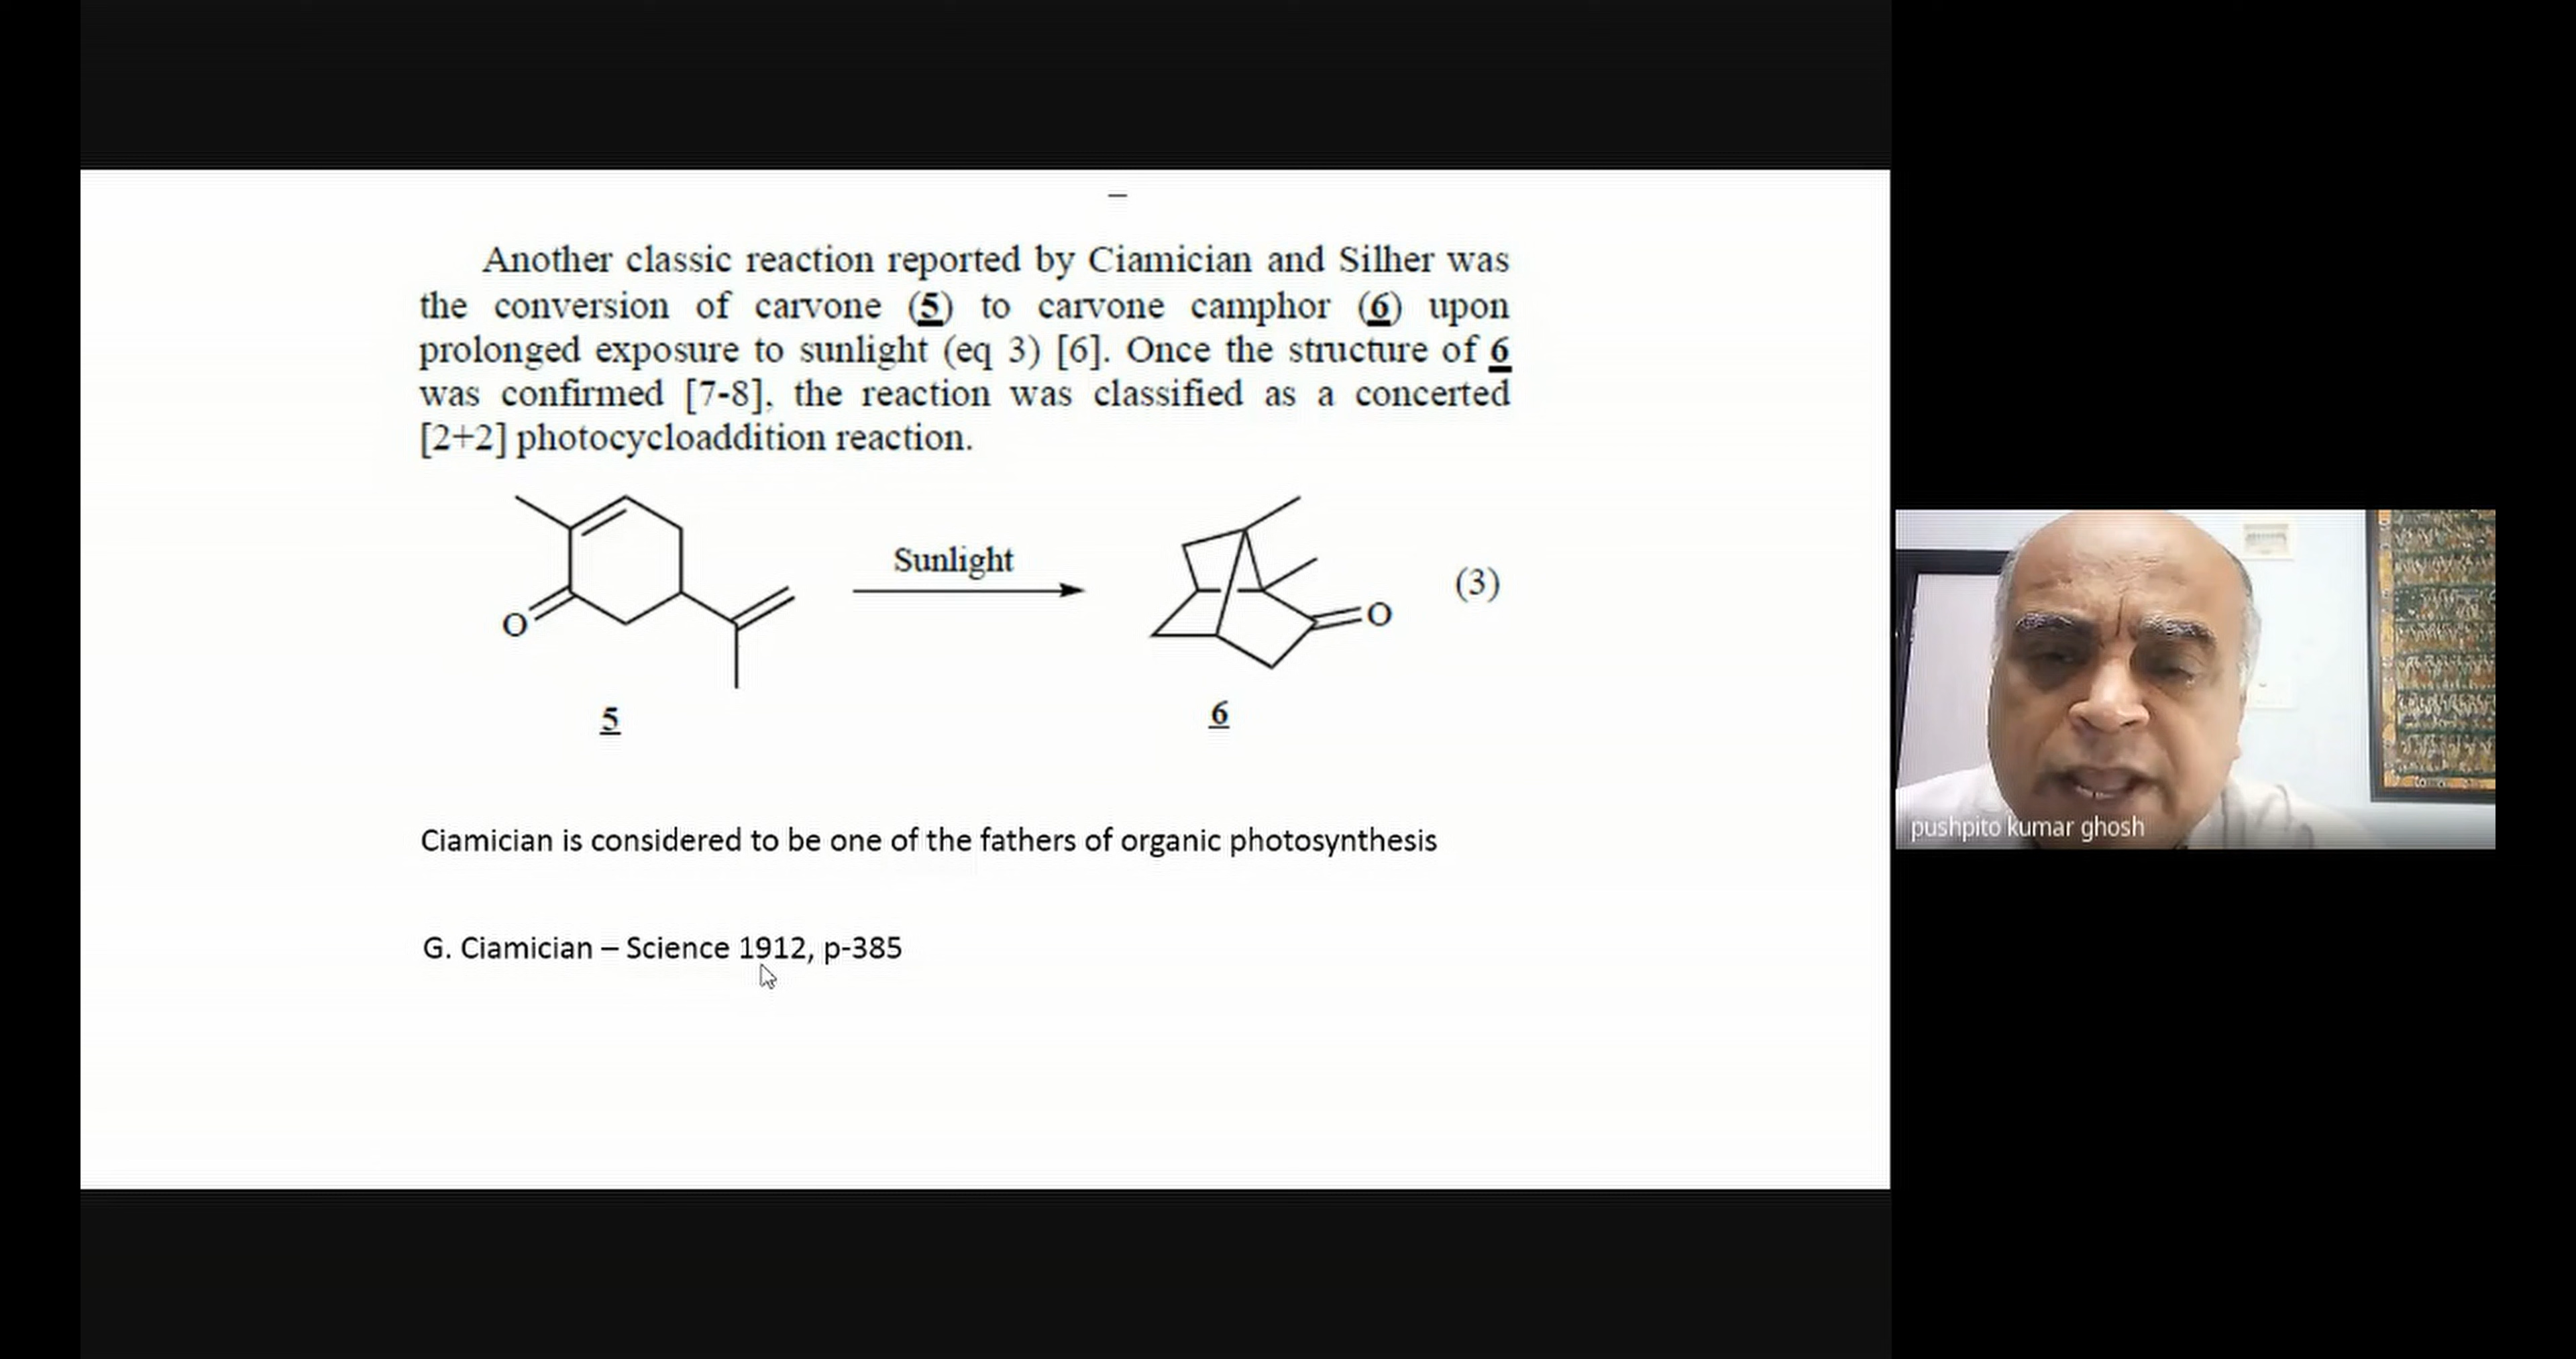 Another classic reaction reported by Ciamician and Silher was
the conversion of carvone (5) to carvone camphor (6) upon
prolonged exposure to sunlight (eq 3) [6]. Once the structure of 6
was confirmed [7-8], the reaction was classified as a concerted
[2+2] photocycloaddition reaction.
Sunlight
(3)
O
O
5
6
Ciamician is considered to be one of the fathers of organic photosynthesis
G. Ciamician – Science 1912, p-385
pushpito kumar ghosh